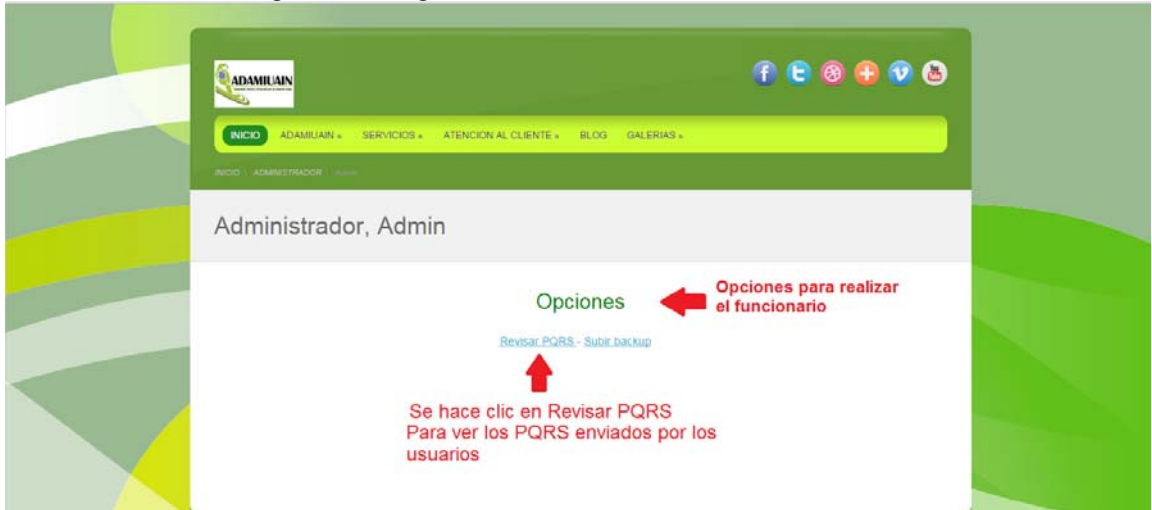 ADAMIUAIN
INICIO ADAMIUAIN » SERVICIOS » ATENCION AL CLIENTE » BLOG GALERIAS »
INICIO ADMINISTRADOR Admin
Administrador, Admin
Opciones
Opciones para realizar
el funcionario
Revisar PQRS - Subir backup
Se hace clic en Revisar PQRS
Para ver los PQRS enviados por los
usuarios